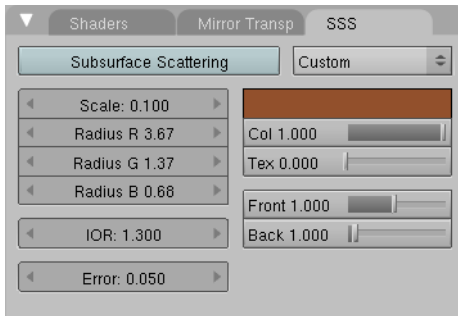 Shaders
Mirror Transp
SSS
Subsurface Scattering
Custom
Scale: 0.100
Radius R 3.67
Radius G 1.37
Radius B 0.68
IOR: 1.300
Error: 0.050
Col 1.000
Tex 0.000
Front 1.000
Back 1.000